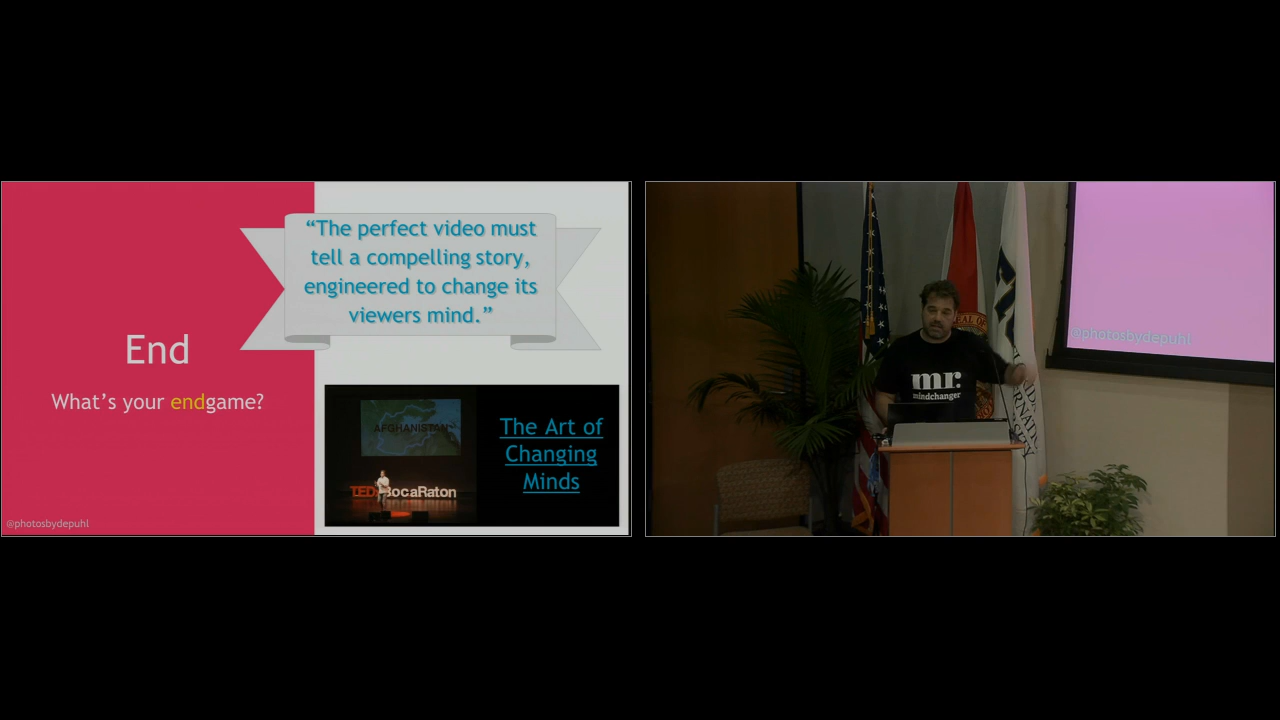 “The perfect video must
tell a compelling story,
engineered to change its
viewers mind.”
End
What’s your endgame?
AFGHANISTAN
TEDxBocaRaton
The Art of
Changing
Minds
@photosbydepuhl
@photosbydepuhl
mr.
mindchanger